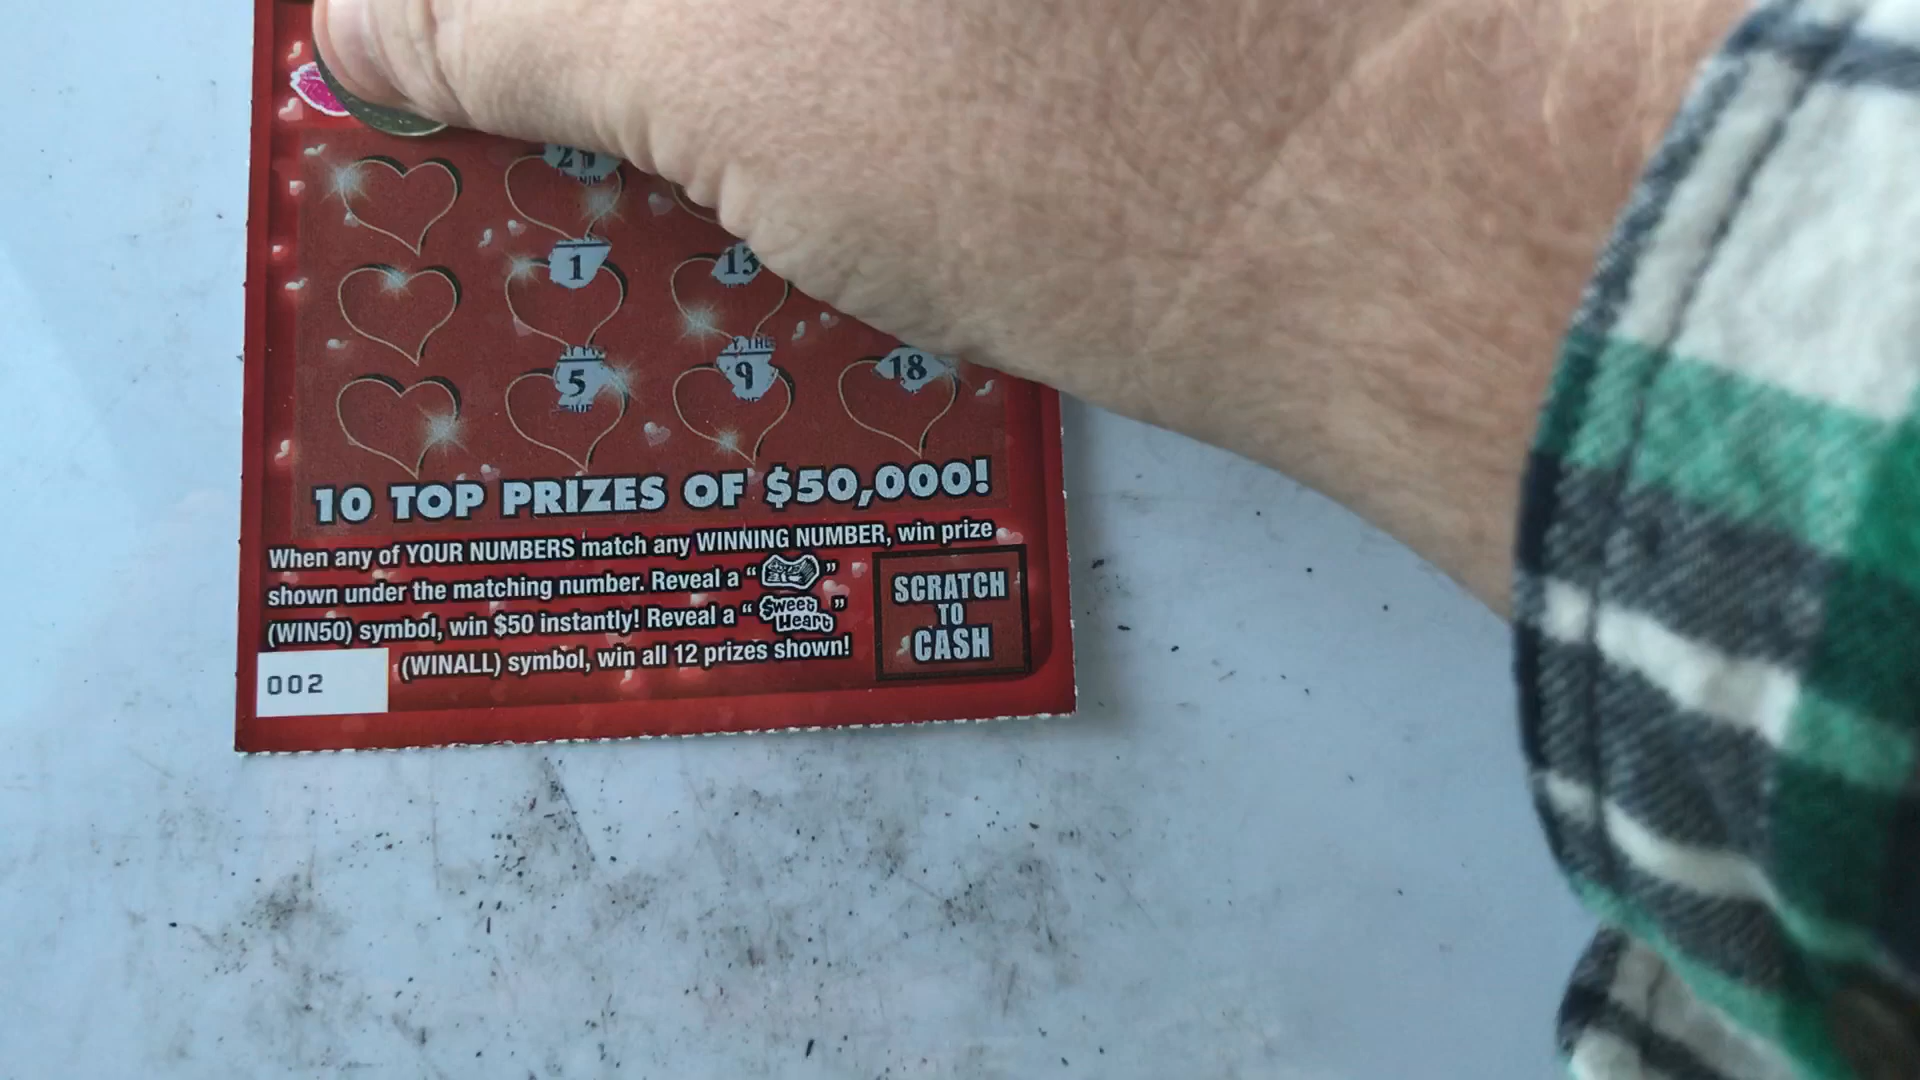 1 13
5 9 18
10 TOP PRIZES OF $50,000!
When any of YOUR NUMBERS match any WINNING NUMBER, win prize
shown under the matching number. Reveal a " "
(WIN50) symbol, win $50 instantly! Reveal a "Sweet Heart"
(WINALL) symbol, win all 12 prizes shown!
002
SCRATCH
TO
CASH